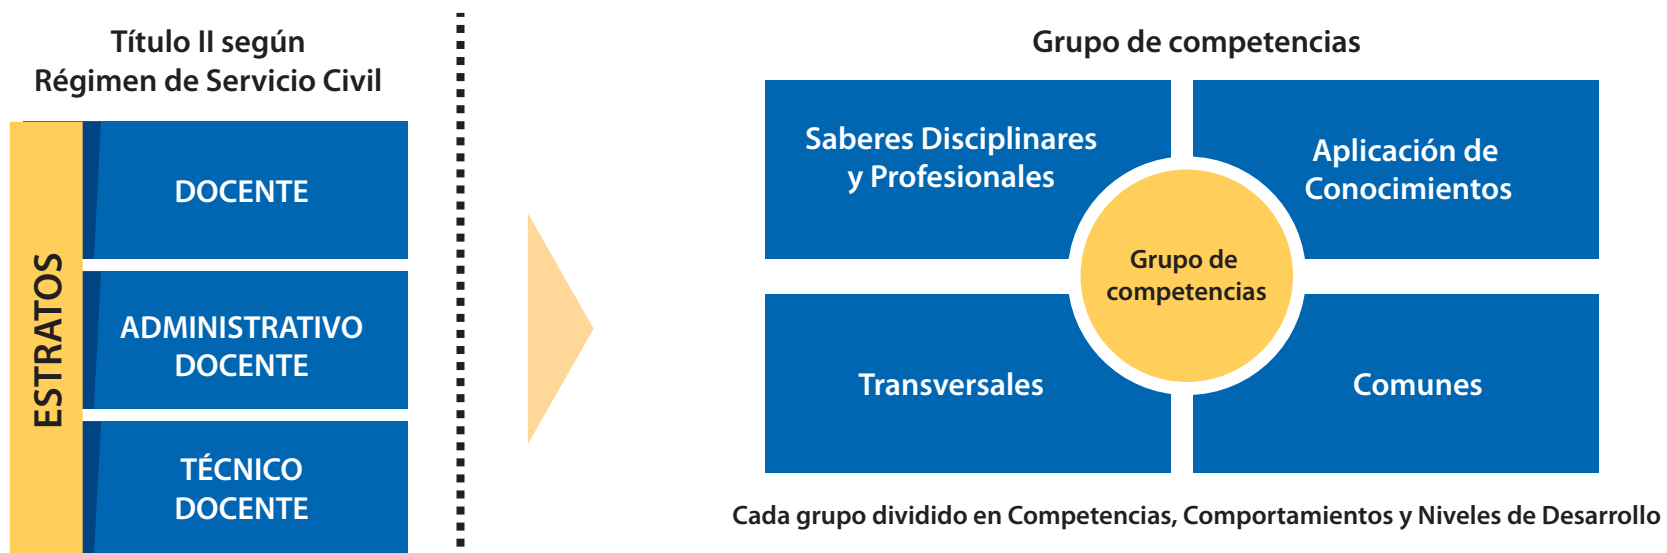 Título II según
Régimen de Servicio Civil
ESTRATOS
DOCENTE
ADMINISTRATIVO
DOCENTE
TÉCNICO
DOCENTE
Grupo de competencias
Saberes Disciplinares
y Profesionales
Aplicación de
Conocimientos
Grupo de
competencias
Transversales
Comunes
Cada grupo dividido en Competencias, Comportamientos y Niveles de Desarrollo